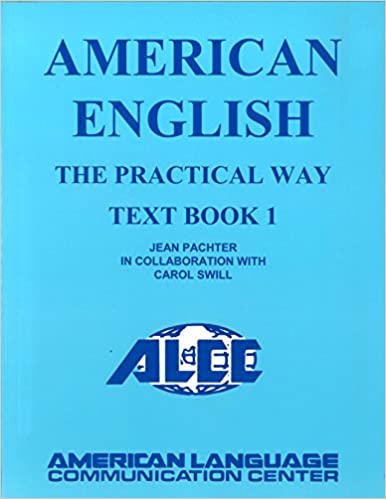 AMERICAN
ENGLISH
THE PRACTICAL WAY
TEXT BOOK 1
JEAN PACHTER
IN COLLABORATION WITH
CAROL SWILL
ALCC
AMERICAN LANGUAGE
COMMUNICATION CENTER